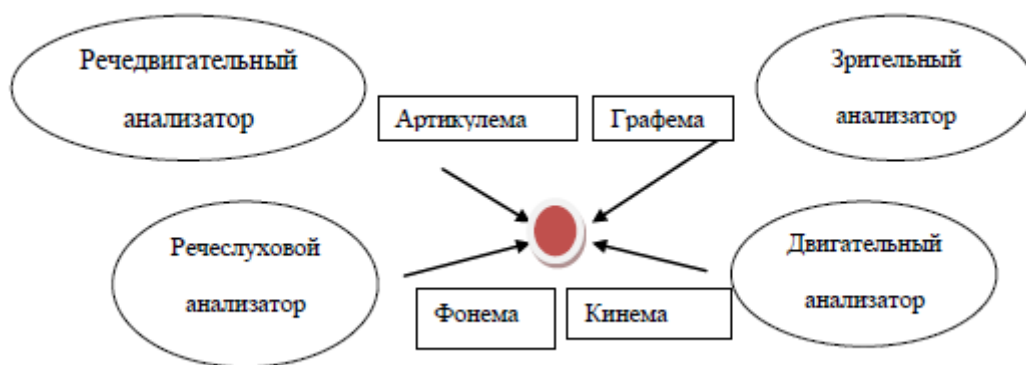 Речедвигательный
анализатор
Артикулема
Графема
Зрительный
анализатор
Речеслуховой
анализатор
Фонема
Кинема
Двигательный
анализатор